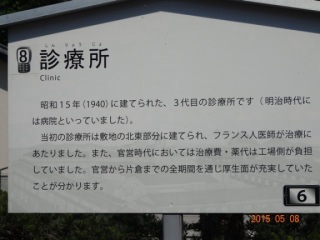 8
しんりょうじょ
診療所
Clinic
昭和15年(1940)に建てられた、3代目の診療所です(明治時代に
は病院といっていました)。
当初の診療所は敷地の北東部分に建てられ、フランス人医師が治療に
あたりました。また、官営時代においては治療費・薬代は工場側が負担
していました。官営から片倉までの全期間を通じ厚生面が充実していた
ことが分かります。
6
2015 05 08